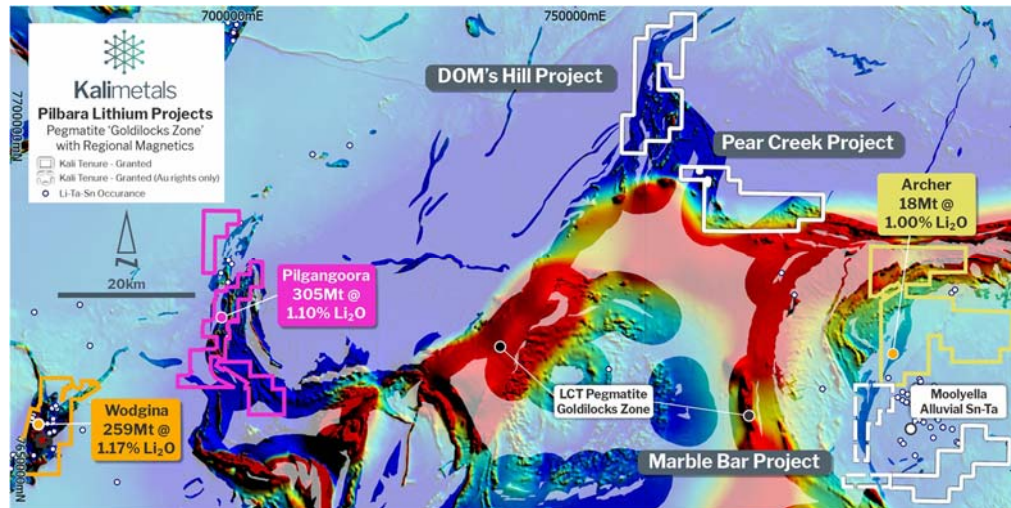 700000mE
750000mE
Kalimetals
Pilbara Lithium Projects
Pegmatite 'Goldilocks Zone'
with Regional Magnetics
Kali Tenure - Granted
Kali Tenure - Granted (Au rights only)
Li-Ta-Sn Occurance
7700000mN
DOM's Hill Project
Pear Creek Project
Archer
18Mt @
1.00% Li₂O
Z
20km
Pilgangoora
305Mt @
1.10% Li₂O
LCT Pegmatite
Goldilocks Zone
Moolyella
Alluvial Sn-Ta
Wodgina
259Mt @
1.17% Li₂O
Marble Bar Project
7650000mN